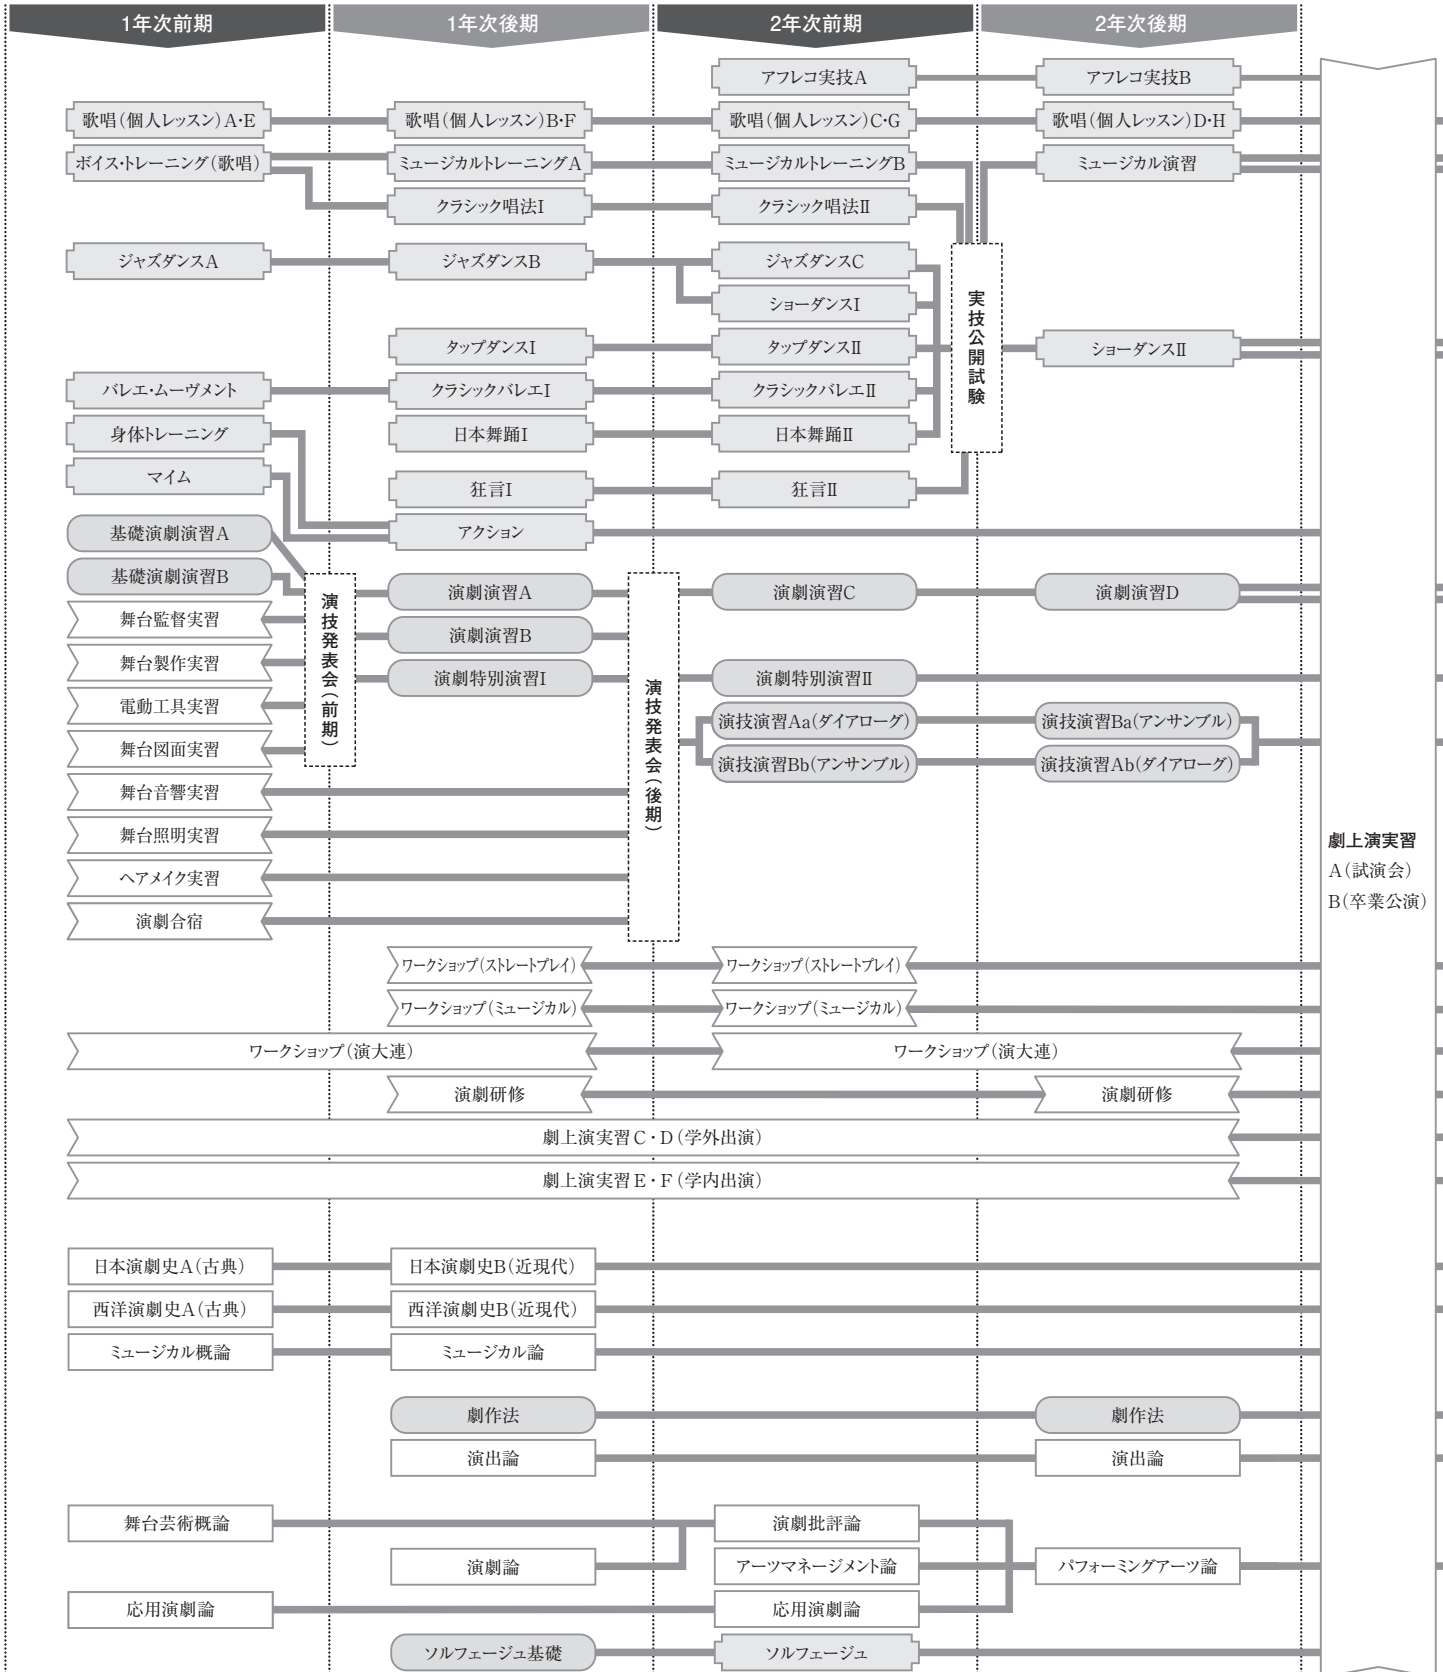 1年次前期
1年次後期
2年次前期
2年次後期
アフレコ実技A
アフレコ実技B
歌唱(個人レッスン)A・E
歌唱(個人レッスン)B・F
歌唱(個人レッスン)C・G
歌唱(個人レッスン)D・H
ボイス・トレーニング(歌唱)
ミュージカルトレーニングA
ミュージカルトレーニングB
ミュージカル演習
クラシック唱法I
クラシック唱法II
ジャズダンスA
ジャズダンスB
ジャズダンスC
ショーダンスI
実技公開試験
タップダンスI
タップダンスII
ショーダンスII
バレエ・ムーヴメント
クラシックバレエI
クラシックバレエII
身体トレーニング
日本舞踊I
日本舞踊II
マイム
狂言I
狂言II
基礎演劇演習A
アクション
基礎演劇演習B
演技発表会(前期)
演劇演習A
演技発表会(後期)
演劇演習C
演劇演習D
舞台監督実習
演劇演習B
舞台製作実習
演劇特別演習I
演劇特別演習II
電動工具実習
演技演習Aa(ダイアローグ)
演技演習Ba(アンサンブル)
舞台図面実習
演技演習Bb(アンサンブル)
演技演習Ab(ダイアローグ)
舞台音響実習
舞台照明実習
劇上演実習
A(試演会)
B(卒業公演)
ヘアメイク実習
演劇合宿
ワークショップ(ストレートプレイ)
ワークショップ(ストレートプレイ)
ワークショップ(ミュージカル)
ワークショップ(ミュージカル)
ワークショップ(演大連)
ワークショップ(演大連)
演劇研修
演劇研修
劇上演実習C・D(学外出演)
劇上演実習E・F(学内出演)
日本演劇史A(古典)
日本演劇史B(近現代)
西洋演劇史A(古典)
西洋演劇史B(近現代)
ミュージカル概論
ミュージカル論
劇作法
劇作法
演出論
演出論
舞台芸術概論
演劇批評論
演劇論
アーツマネージメント論
パフォーミングアーツ論
応用演劇論
応用演劇論
ソルフェージュ基礎
ソルフェージュ